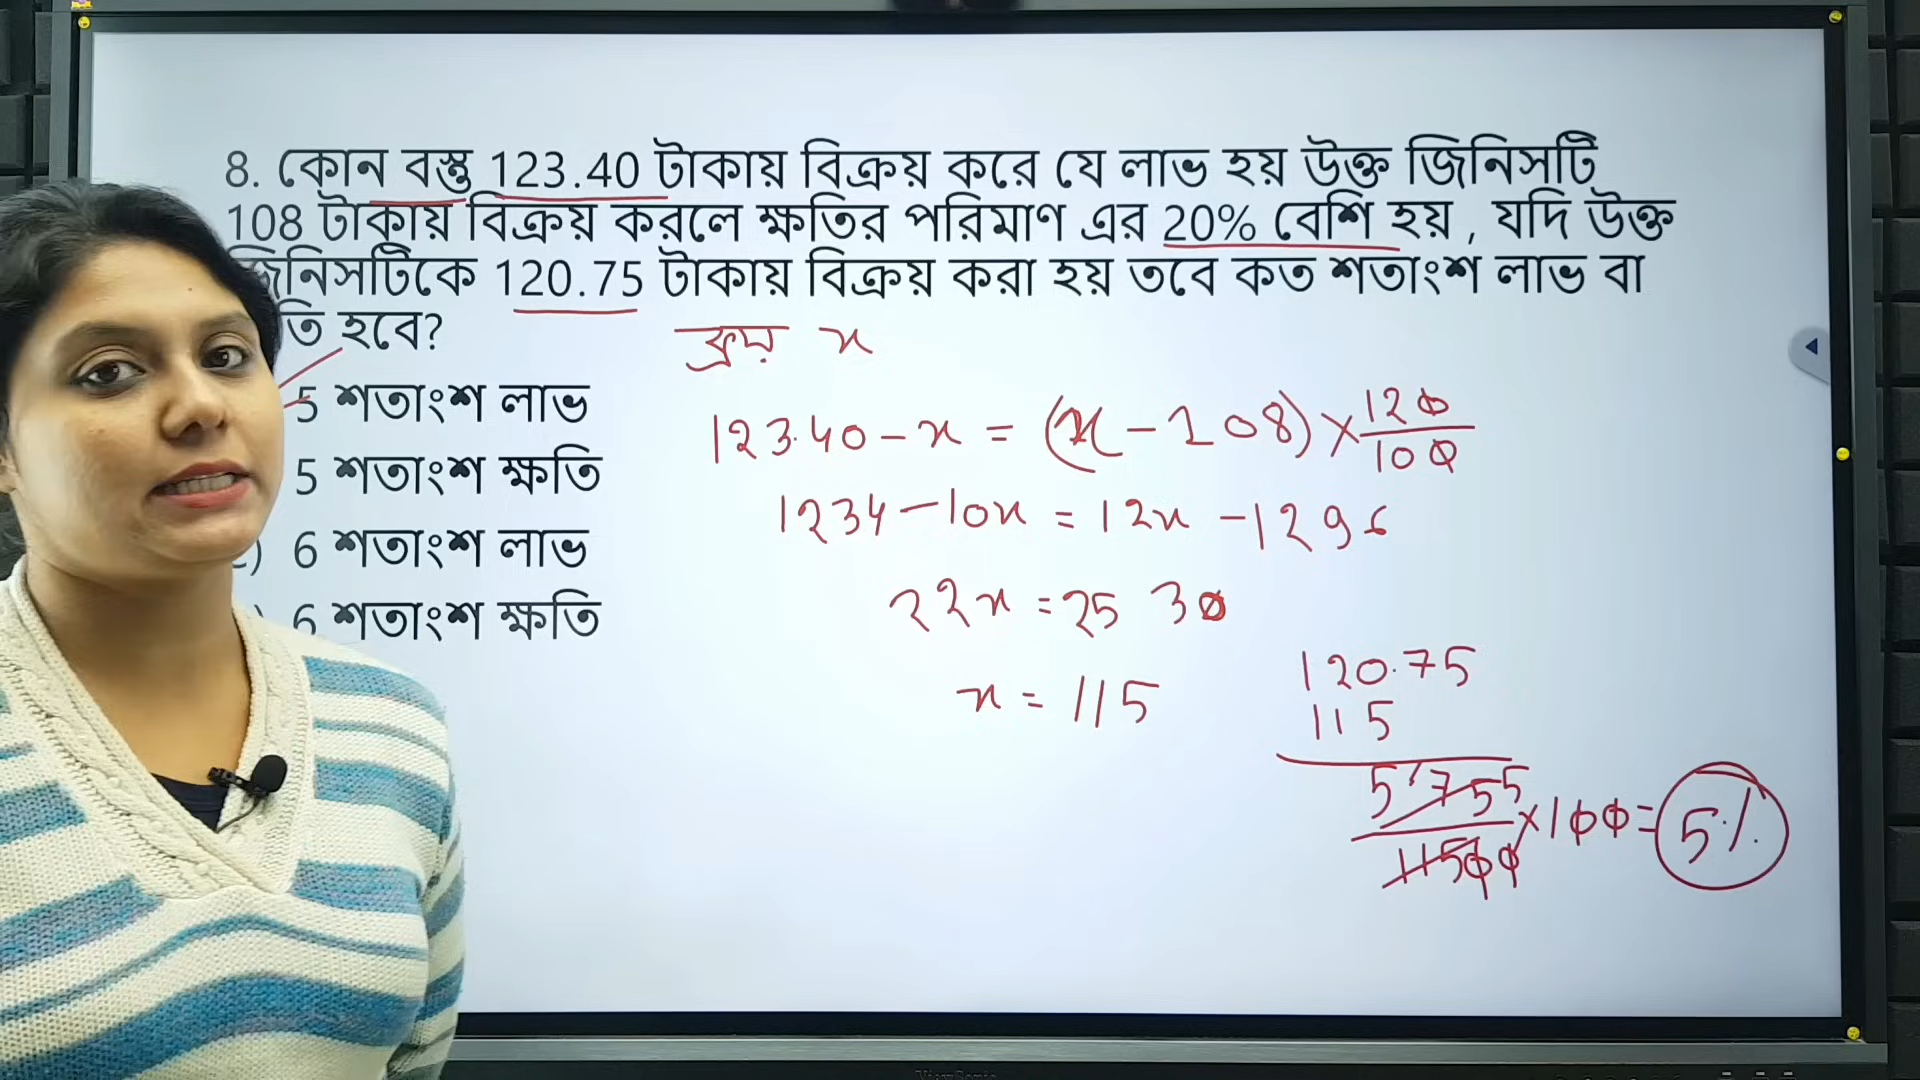 8. কোন বস্তু 123.40 টাকায় বিক্রয় করে যে লাভ হয় উক্ত জিনিসটি
108 টাকায় বিক্রয় করলে ক্ষতির পরিমাণ এর 20% বেশি হয় , যদি উক্ত
জিনিসটিকে 120.75 টাকায় বিক্রয় করা হয় তবে কত শতাংশ লাভ বা
তি হবে?
ক্রয় x
5 শতাংশ লাভ
123.40 - x = (x - 108) × 120/100
5 শতাংশ ক্ষতি
1234 - 10x = 12x - 1296
) 6 শতাংশ লাভ
22x = 2530
) 6 শতাংশ ক্ষতি
x = 115
120.75
115
5.75/11500 × 100 = 5%